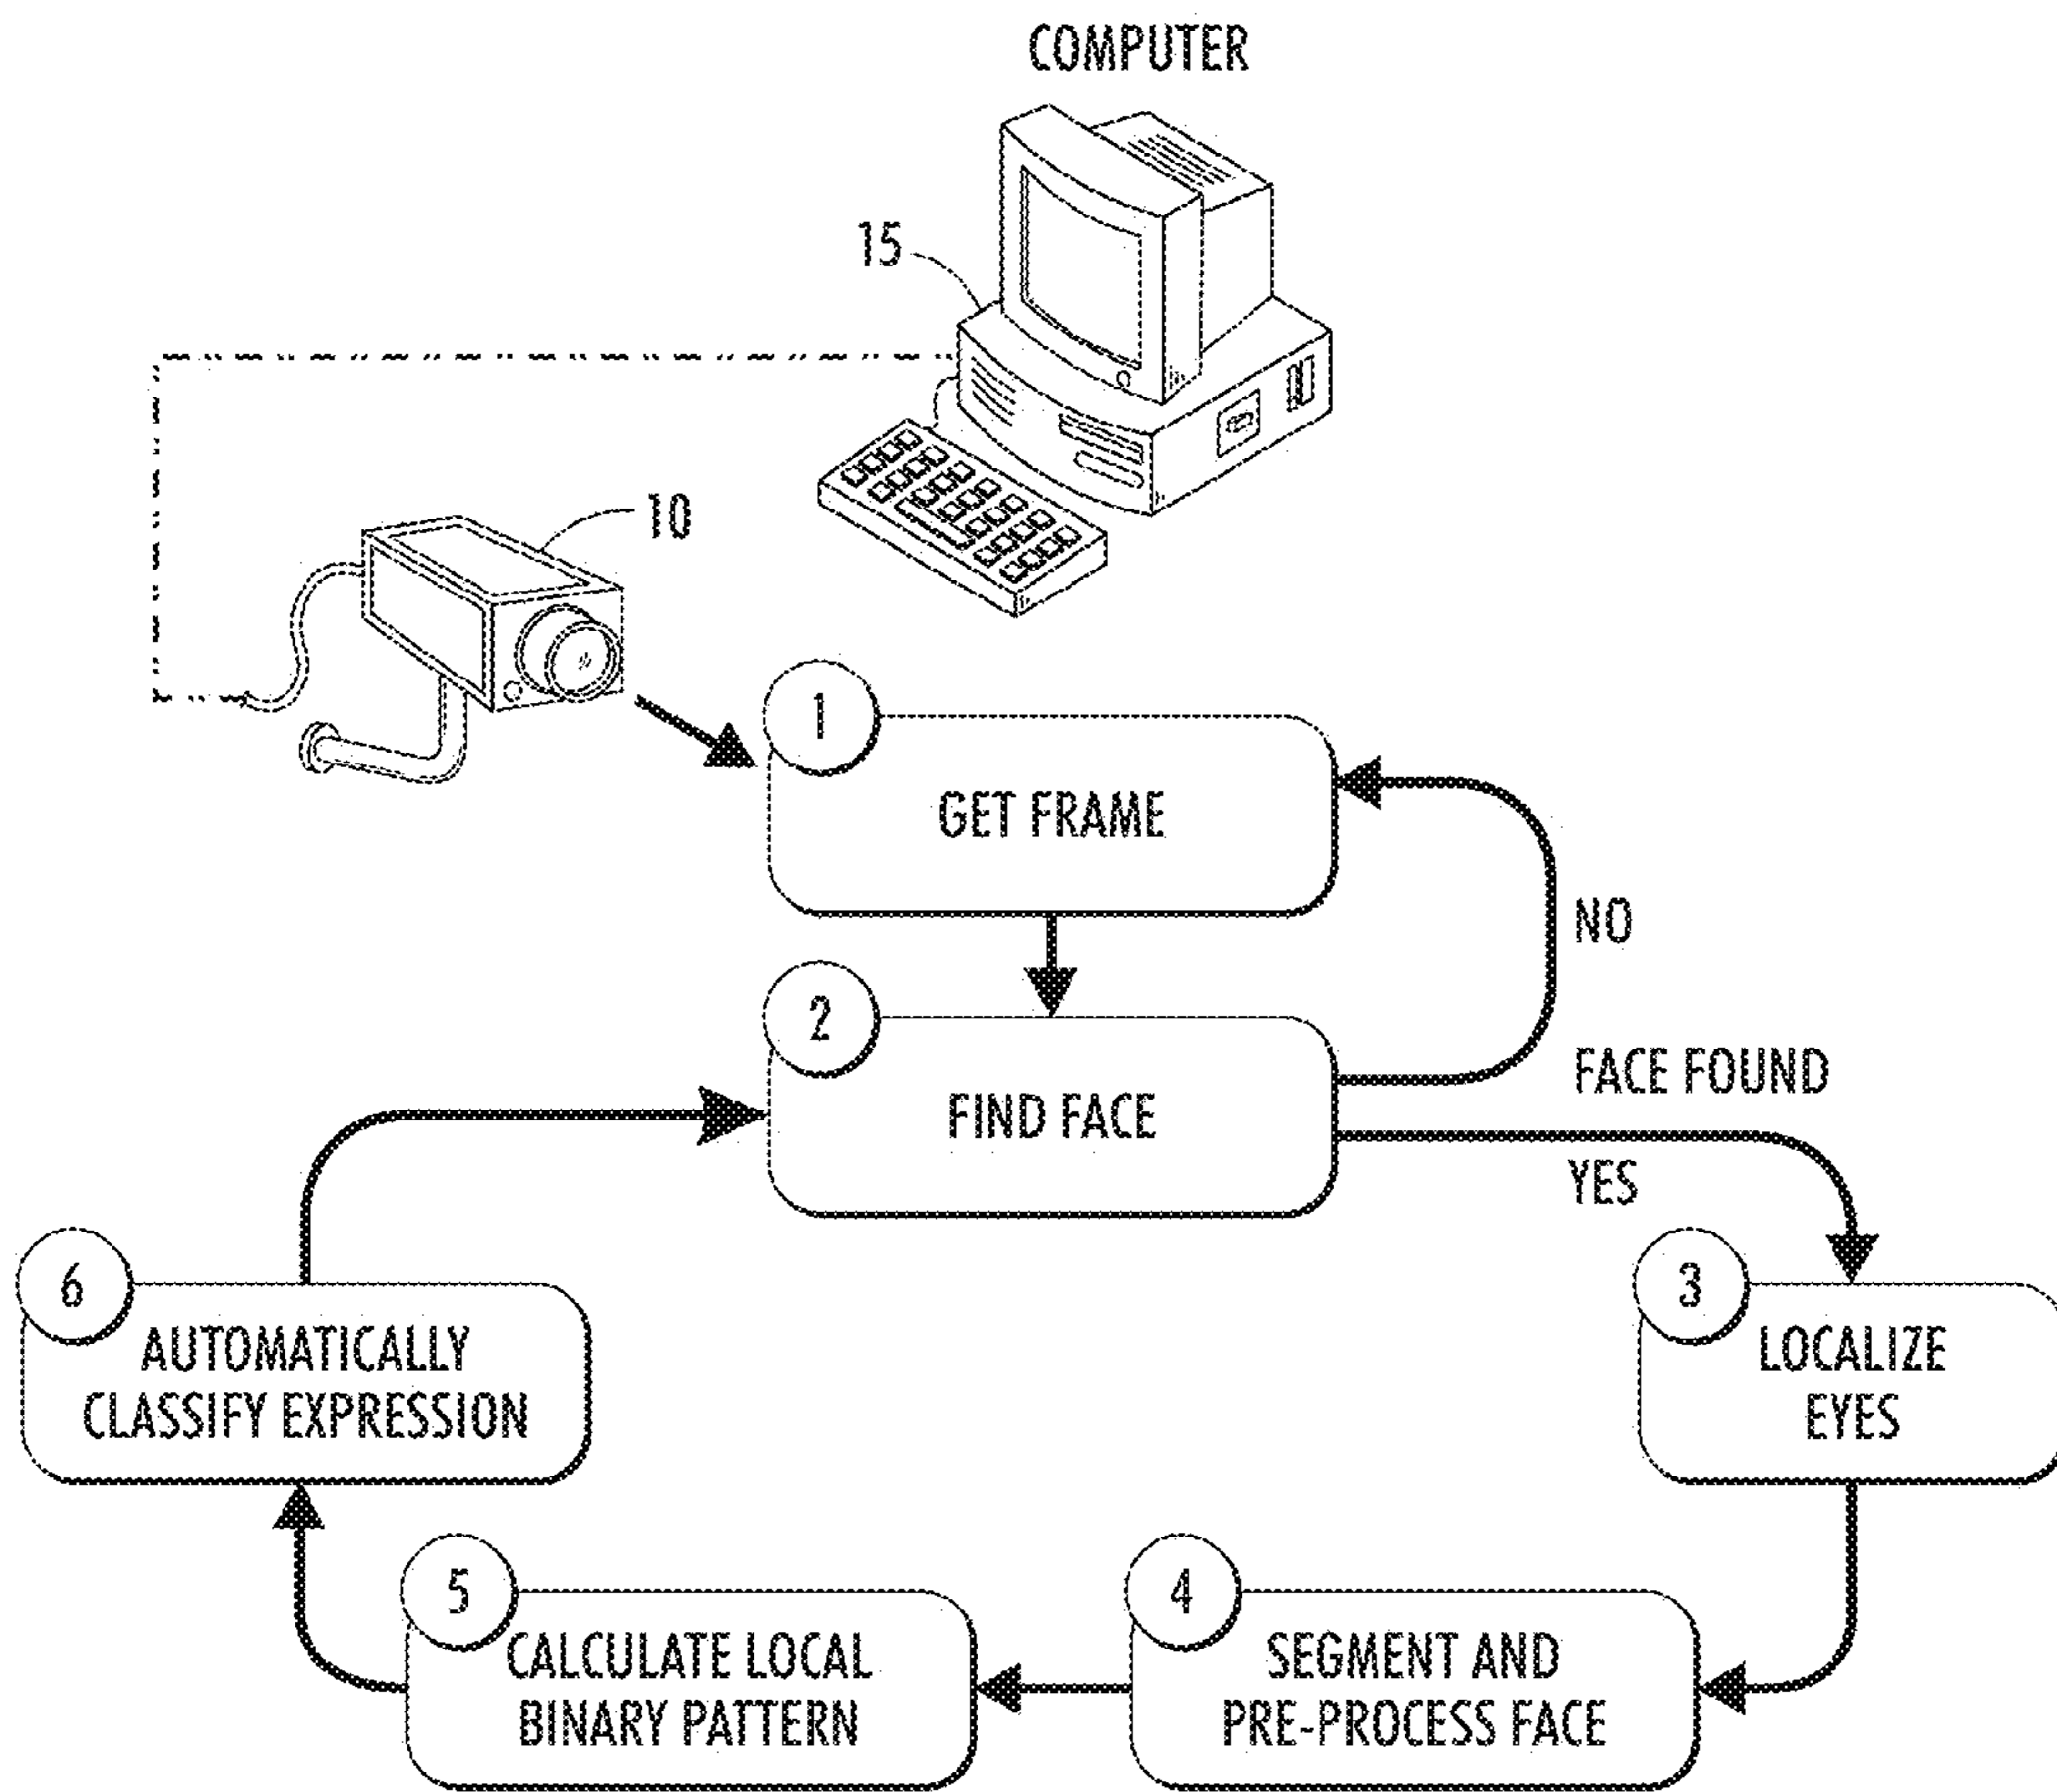 COMPUTER
15
10
1
GET FRAME
NO
2
FIND FACE
FACE FOUND
YES
3
LOCALIZE
EYES
4
SEGMENT AND
PRE-PROCESS FACE
5
CALCULATE LOCAL
BINARY PATTERN
6
AUTOMATICALLY
CLASSIFY EXPRESSION